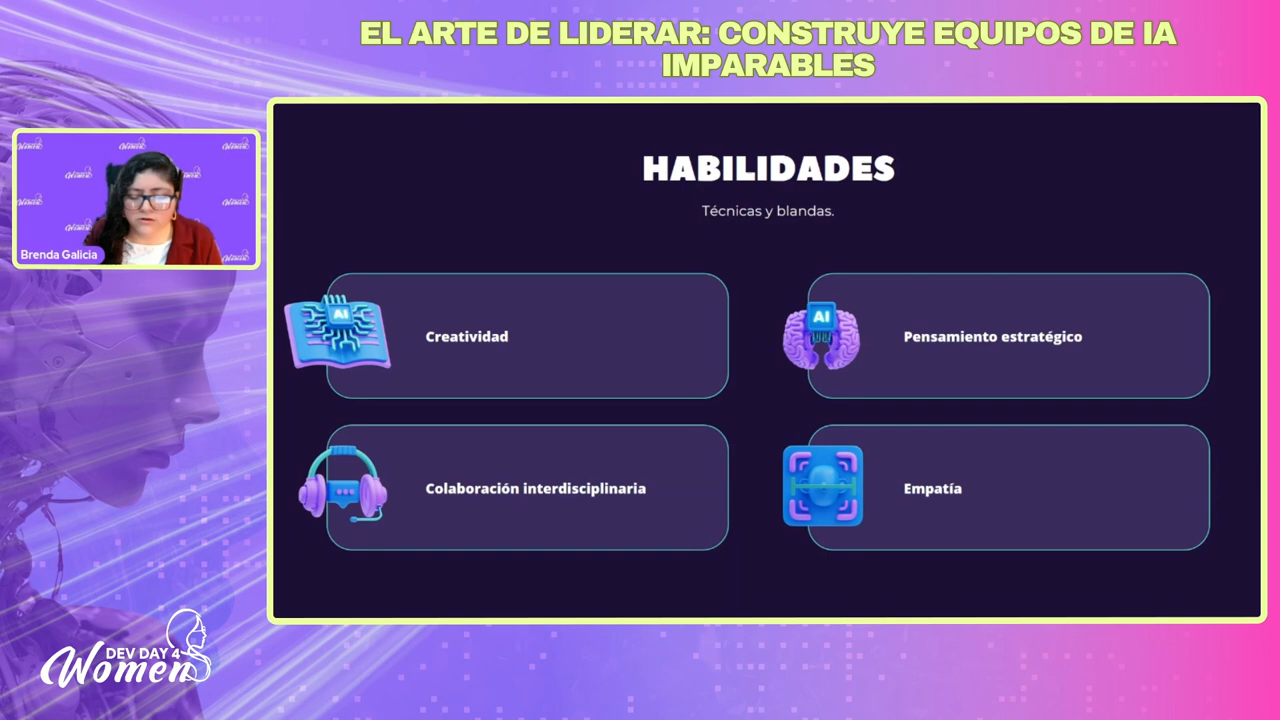 EL ARTE DE LIDERAR: CONSTRUYE EQUIPOS DE IA
IMPARABLES
HABILIDADES
Técnicas y blandas.
AI
Creatividad
AI
Pensamiento estratégico
Colaboración interdisciplinaria
Empatía
Brenda Galicia
DEV DAY 4
Women